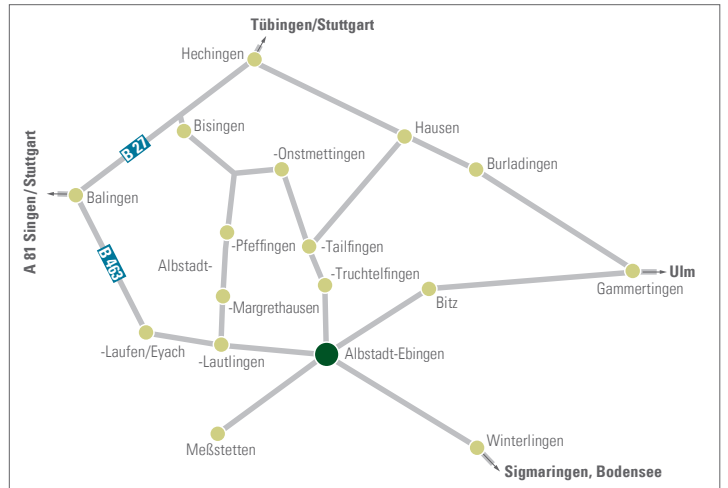 Tübingen/Stuttgart
Hechingen
B 27
Bisingen
-Onstmettingen
Hausen
Burladingen
A 81 Singen/Stuttgart
Balingen
-Pfeffingen
-Tailfingen
Albstadt-
-Truchtelfingen
Ulm
Gammertingen
B 463
-Margrethausen
Bitz
-Laufen/Eyach
-Lautlingen
Albstadt-Ebingen
Meßstetten
Winterlingen
Sigmaringen, Bodensee